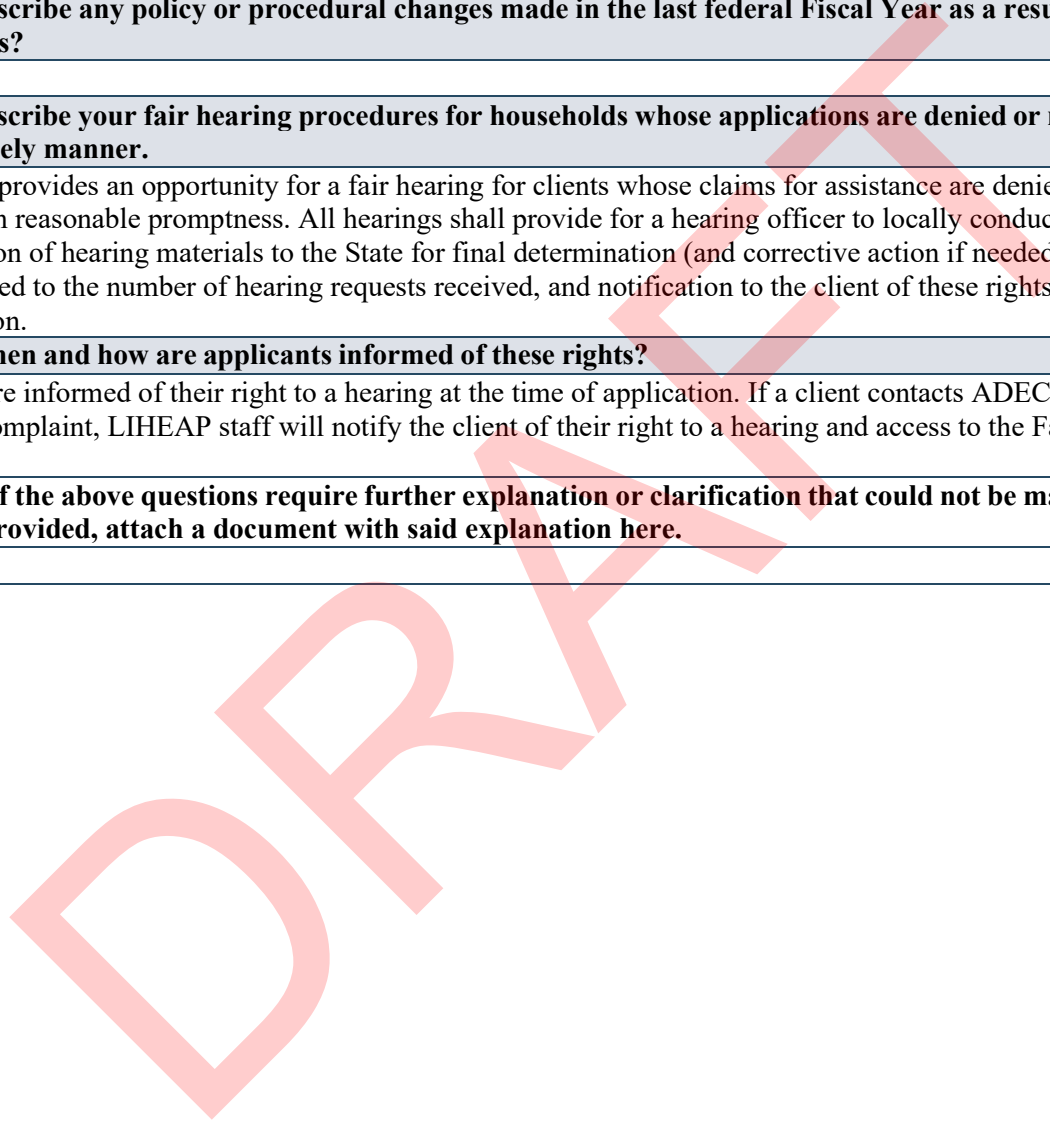 scribe any policy or procedural changes made in the last federal Fiscal Year as a resu
s?
scribe your fair hearing procedures for households whose applications are denied or
ely manner.
provides an opportunity for a fair hearing for clients whose claims for assistance are denie
n reasonable promptness. All hearings shall provide for a hearing officer to locally conduc
on of hearing materials to the State for final determination (and corrective action if needed
ed to the number of hearing requests received, and notification to the client of these rights
on.
hen and how are applicants informed of these rights?
re informed of their right to a hearing at the time of application. If a client contacts ADEC
omplaint, LIHEAP staff will notify the client of their right to a hearing and access to the Fa
f the above questions require further explanation or clarification that could not be ma
rovided, attach a document with said explanation here.
DRAFT